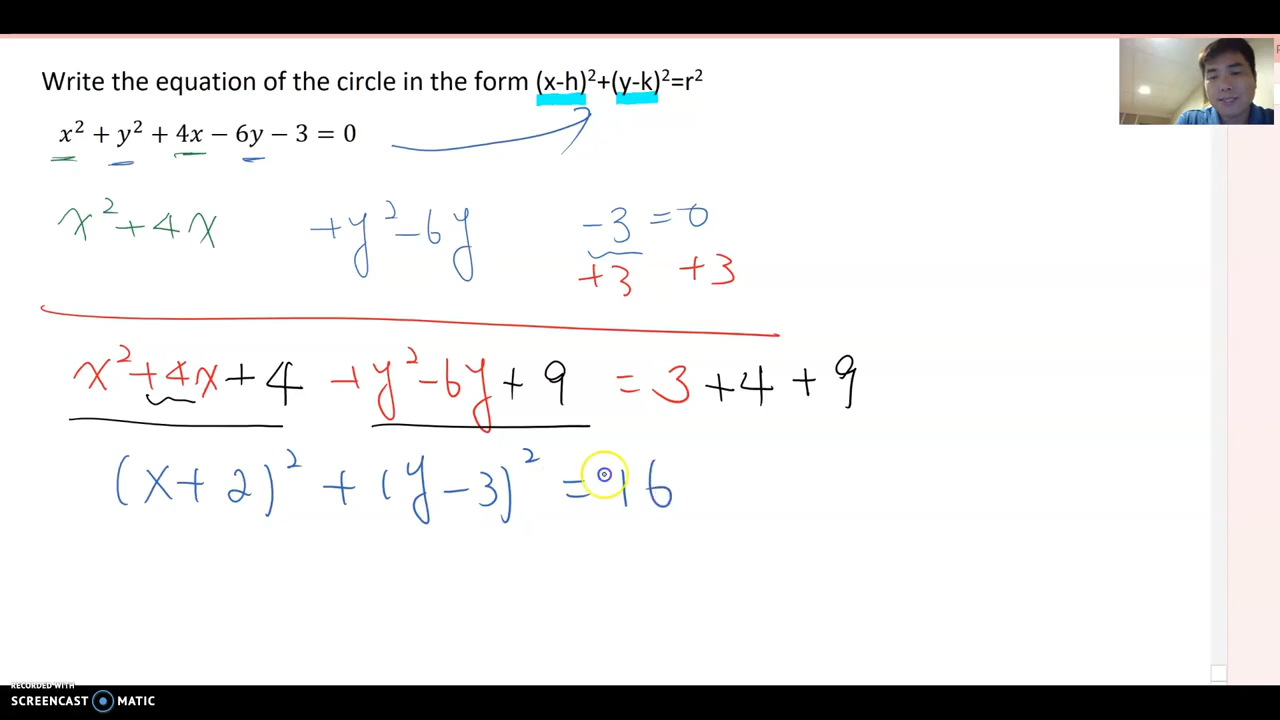 Write the equation of the circle in the form (x-h)²+(y-k)²=r²
x² + y² + 4x − 6y − 3 = 0
x² + 4x + y² − 6y − 3 = 0
+3 +3
x² + 4x + 4 + y² − 6y + 9 = 3 + 4 + 9
(x + 2)² + (y − 3)² = 16
RECORDED WITH
SCREENCAST MATIC